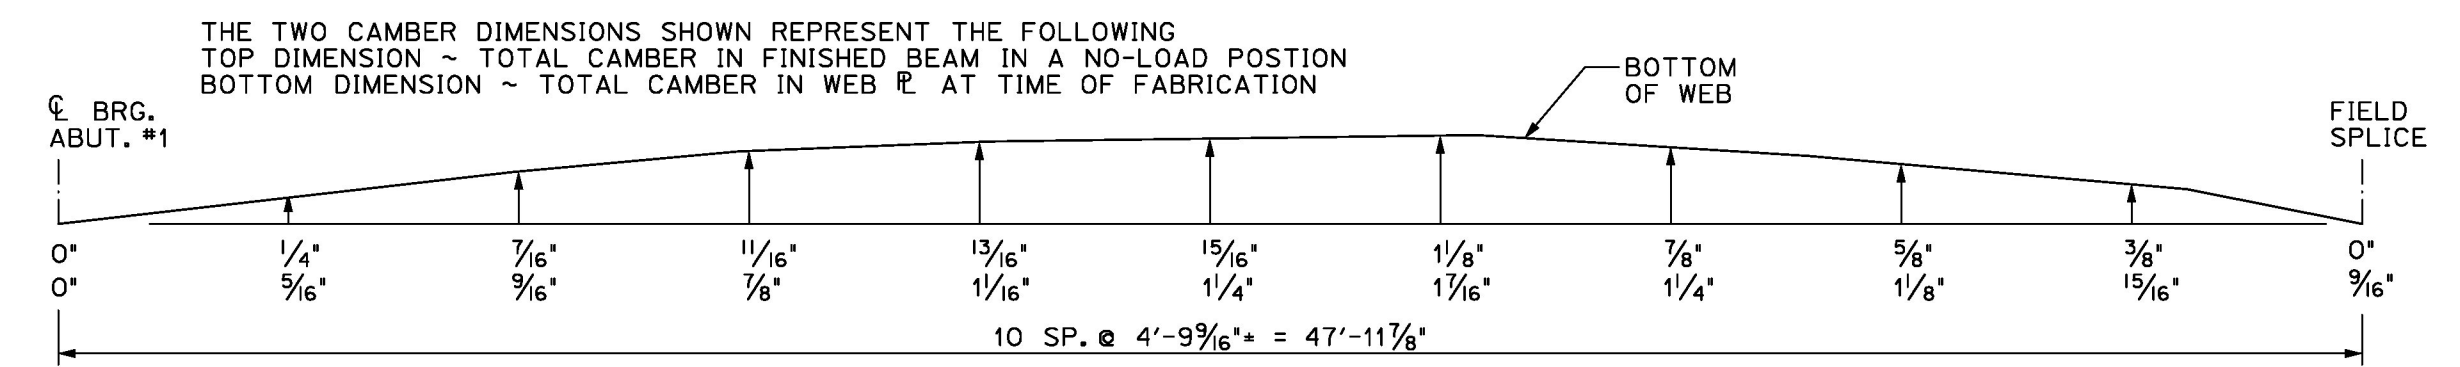 THE TWO CAMBER DIMENSIONS SHOWN REPRESENT THE FOLLOWING
TOP DIMENSION ~ TOTAL CAMBER IN FINISHED BEAM IN A NO-LOAD POSTION
BOTTOM DIMENSION ~ TOTAL CAMBER IN WEB ⅊ AT TIME OF FABRICATION
BOTTOM
OF WEB
℄ BRG.
ABUT. #1
FIELD
SPLICE
0" 1/4" 7/16" 11/16" 13/16" 15/16" 1 1/8" 7/8" 5/8" 3/8" 0"
0" 5/16" 9/16" 7/8" 1 1/16" 1 1/4" 1 7/16" 1 1/4" 1 1/8" 15/16" 9/16"
10 SP. @ 4'-9 9/16"± = 47'-11 7/8"